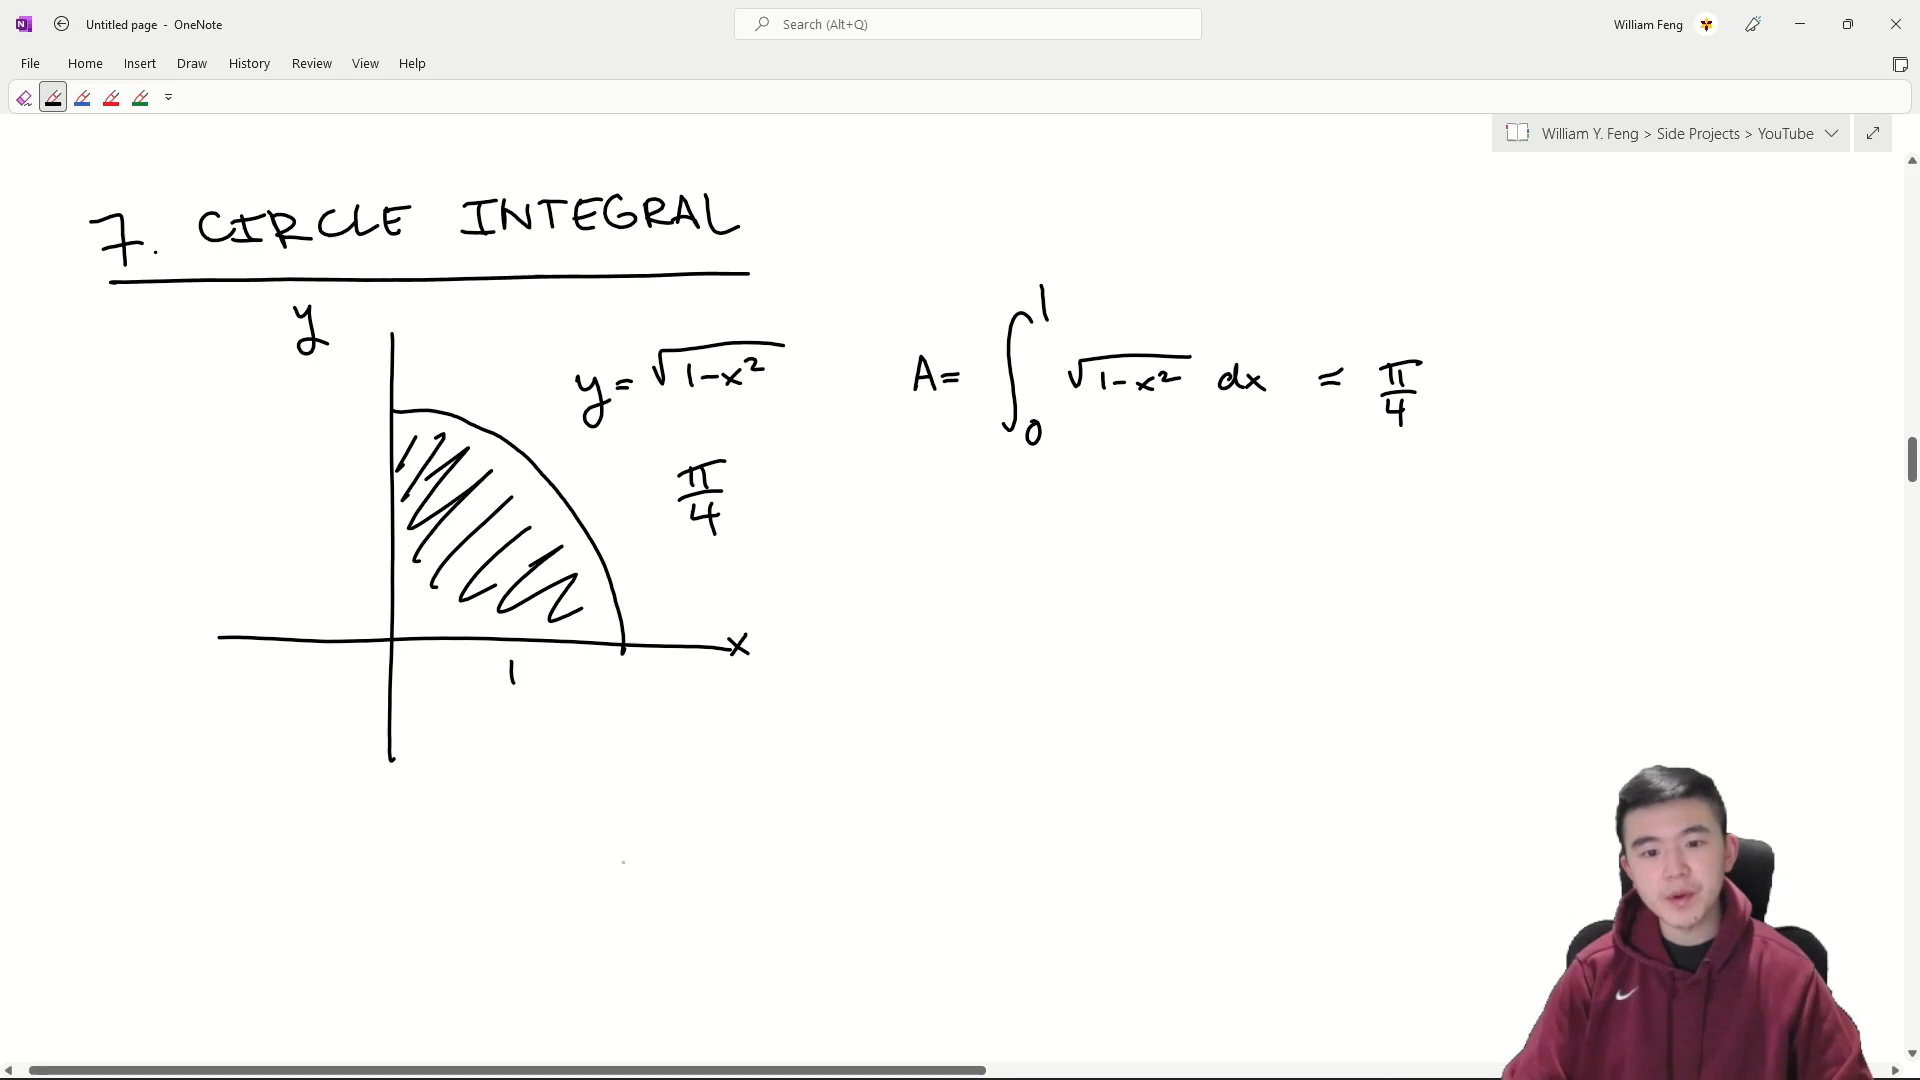 Untitled page - OneNote
Search (Alt+Q)
William Feng
File Home Insert Draw History Review View Help
William Y. Feng > Side Projects > YouTube
7. CIRCLE INTEGRAL
y
y = √(1-x²)
A = ∫₀¹ √(1-x²) dx = π/4
π/4
x
1